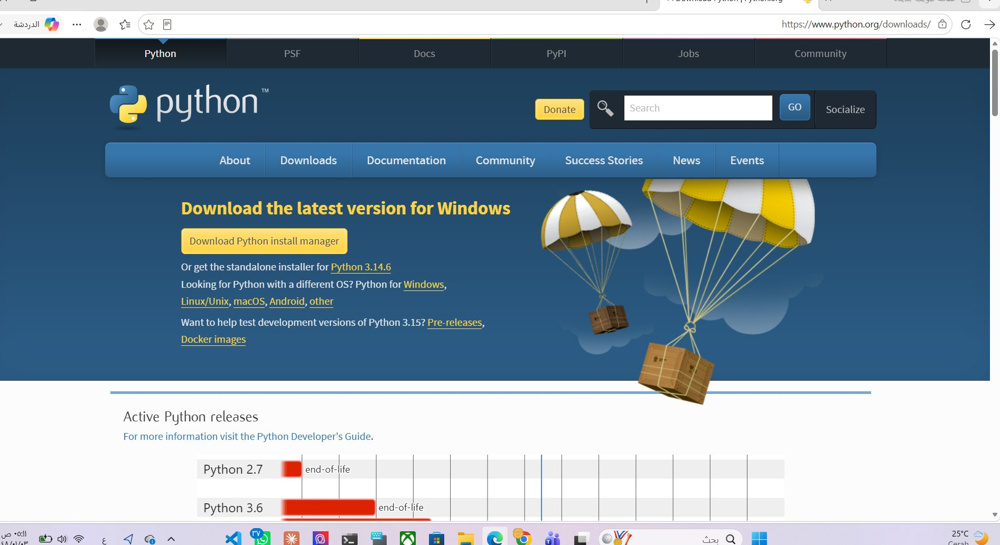 الدردشة
https://www.python.org/downloads/
Python PSF Docs PyPI Jobs Community
python™
Donate Search GO Socialize
About Downloads Documentation Community Success Stories News Events
Download the latest version for Windows
Download Python install manager
Or get the standalone installer for Python 3.14.6
Looking for Python with a different OS? Python for Windows,
Linux/Unix, macOS, Android, other
Want to help test development versions of Python 3.15? Pre-releases,
Docker images
Active Python releases
For more information visit the Python Developer's Guide.
Python 2.7 end-of-life
Python 3.6 end-of-life
٠٥:١١ ص
ع
٣٧
بحث
25°C